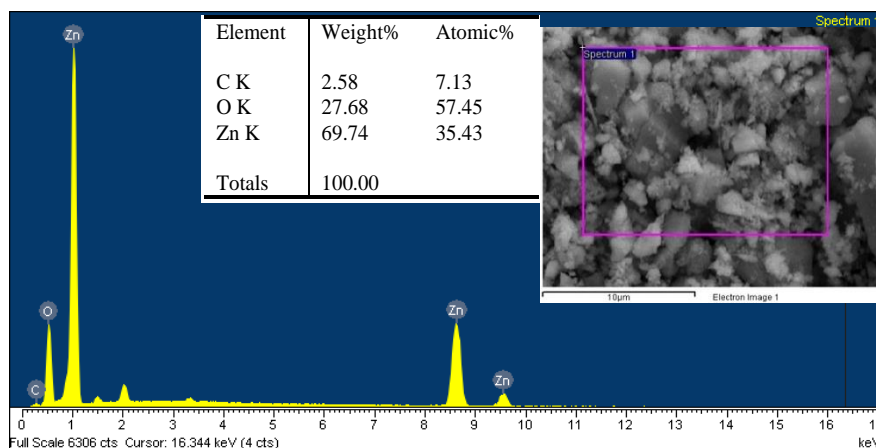 Spectrum 1
Zn
Element Weight% Atomic%
C K 2.58 7.13
O K 27.68 57.45
Zn K 69.74 35.43
Totals 100.00
Spectrum 1
O
C
Zn
Zn
10µm Electron Image 1
0 1 2 3 4 5 6 7 8 9 10 11 12 13 14 15 16 1
Full Scale 6306 cts Cursor: 16.344 keV (4 cts) keV